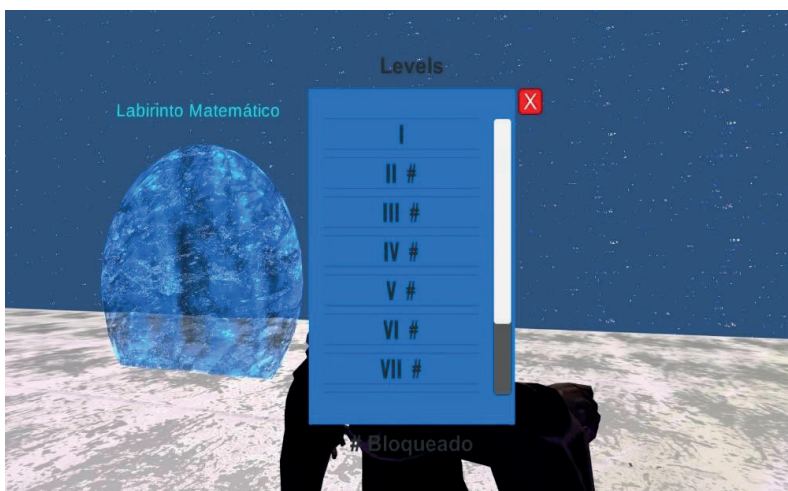 Levels
X
Labirinto Matemático
I
II #
III #
IV #
V #
VI #
VII #
# Bloqueado